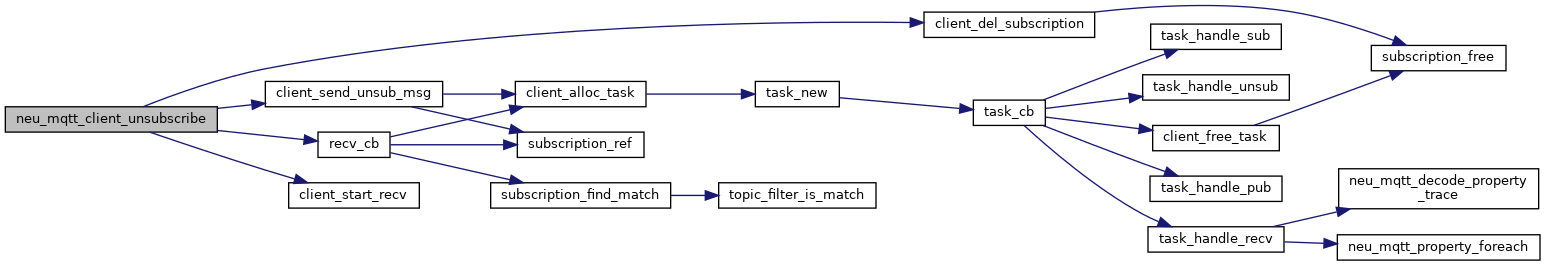 neu_mqtt_client_unsubscribe
client_del_subscription
client_send_unsub_msg
recv_cb
client_start_recv
client_alloc_task
subscription_ref
subscription_find_match
task_new
topic_filter_is_match
task_cb
task_handle_sub
task_handle_unsub
client_free_task
task_handle_pub
task_handle_recv
subscription_free
neu_mqtt_decode_property
_trace
neu_mqtt_property_foreach